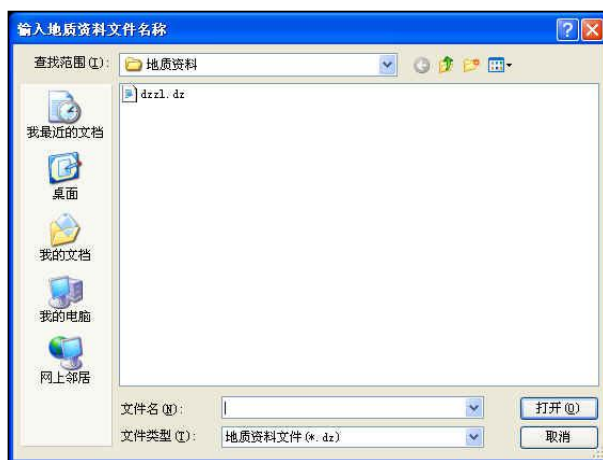 输入地质资料文件名称
查找范围(I):
地质资料
dzzl.dz
我最近的文档
桌面
我的文档
我的电脑
网上邻居
文件名(N):
打开(O)
文件类型(T):
地质资料文件(*.dz)
取消